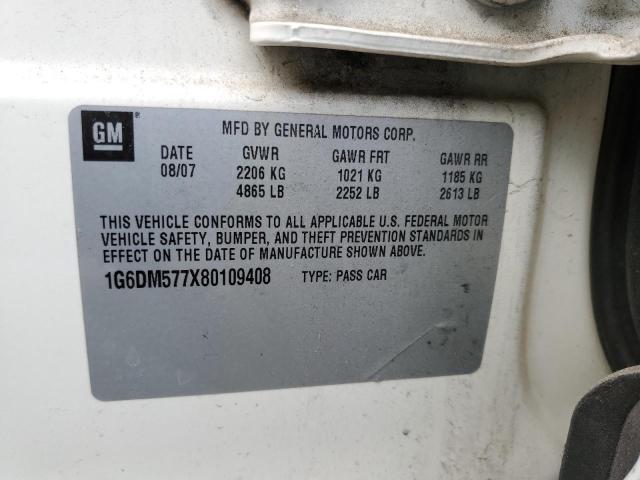 GM ®
MFD BY GENERAL MOTORS CORP.
DATE GVWR GAWR FRT GAWR RR
08/07 2206 KG 1021 KG 1185 KG
4865 LB 2252 LB 2613 LB
THIS VEHICLE CONFORMS TO ALL APPLICABLE U.S. FEDERAL MOTOR
VEHICLE SAFETY, BUMPER, AND THEFT PREVENTION STANDARDS IN
EFFECT ON THE DATE OF MANUFACTURE SHOWN ABOVE.
1G6DM577X80109408 TYPE: PASS CAR